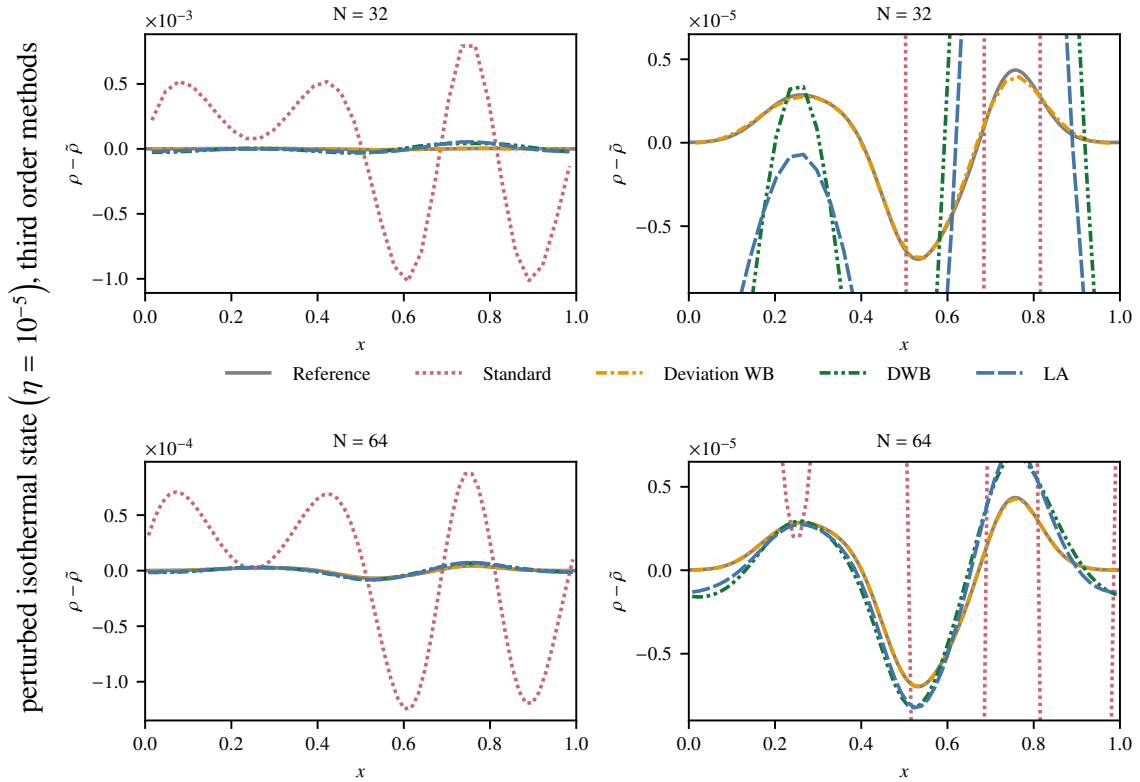 perturbed isothermal state (η = 10⁻⁵), third order methods
×10⁻³
N = 32
0.5
0.0
−0.5
−1.0
ρ − ρ̃
0.0 0.2 0.4 0.6 0.8 1.0
x
×10⁻⁵
N = 32
0.5
0.0
−0.5
ρ − ρ̃
0.0 0.2 0.4 0.6 0.8 1.0
x
Reference Standard Deviation WB DWB LA
×10⁻⁴
N = 64
0.5
0.0
−0.5
−1.0
ρ − ρ̃
0.0 0.2 0.4 0.6 0.8 1.0
x
×10⁻⁵
N = 64
0.5
0.0
−0.5
ρ − ρ̃
0.0 0.2 0.4 0.6 0.8 1.0
x